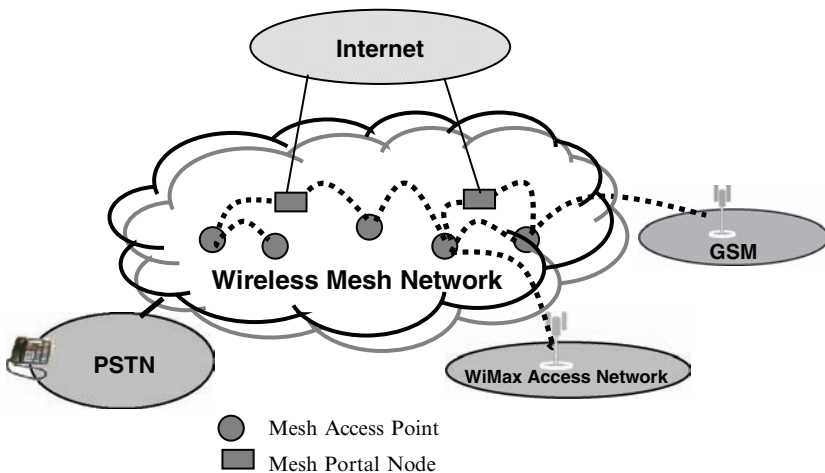 Internet
GSM
Wireless Mesh Network
PSTN
WiMax Access Network
Mesh Access Point
Mesh Portal Node